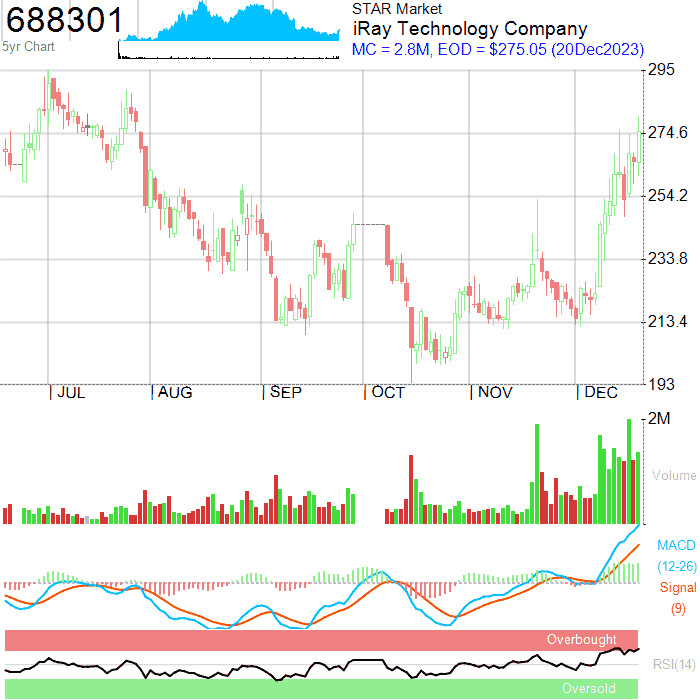 688301
5yr Chart
STAR Market
iRay Technology Company
MC = 2.8M, EOD = $275.05 (20Dec2023)
295
274.6
254.2
233.8
213.4
193
JUL AUG SEP OCT NOV DEC
2M
Volume
MACD
(12-26)
Signal
(9)
Overbought
RSI(14)
Oversold